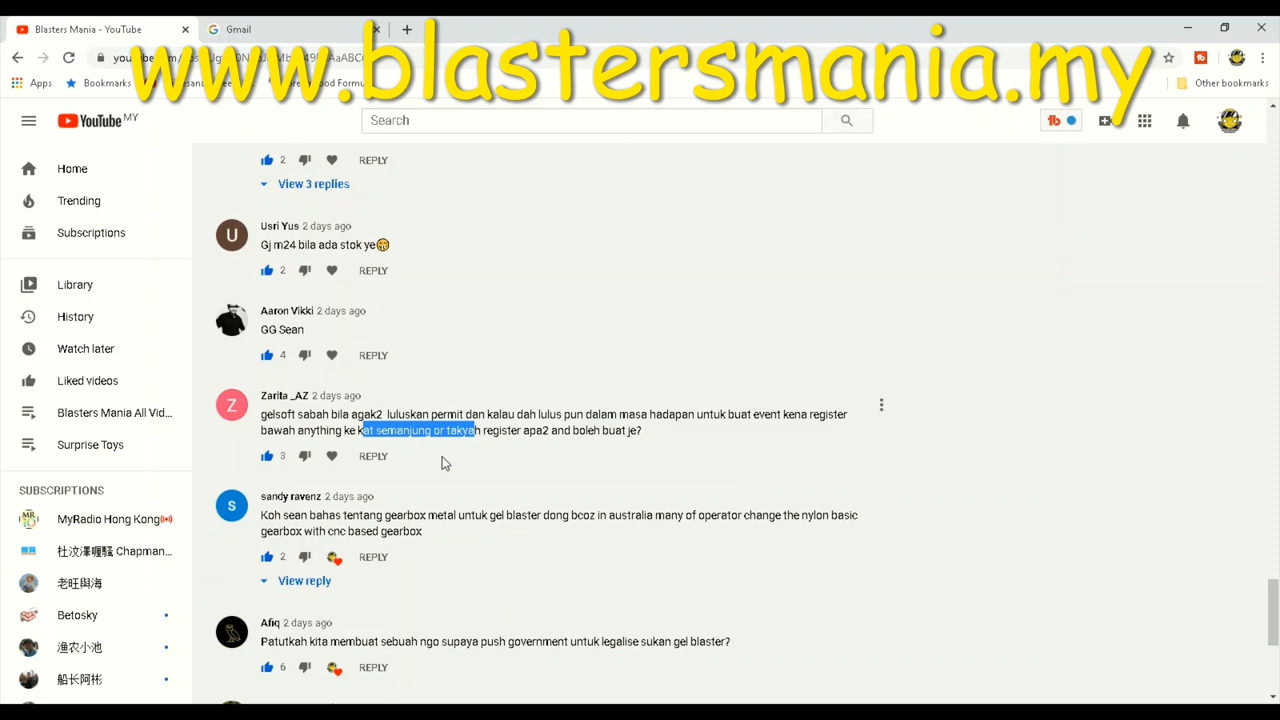 Blasters Mania - YouTube
Gmail
www.blastersmania.my
Apps
Bookmarks
Other bookmarks
YouTube MY
Search
Home
Trending
Subscriptions
Library
History
Watch later
Liked videos
Blasters Mania All Vid...
Surprise Toys
SUBSCRIPTIONS
MyRadio Hong Kong
Chapman...
老旺與海
Betosky
渔农小池
船长阿彬
2 REPLY
View 3 replies
U
Usri Yus 2 days ago
Gj m24 bila ada stok ye
2 REPLY
Aaron Vikki 2 days ago
GG Sean
4 REPLY
Z
Zarita _AZ 2 days ago
gelsoft sabah bila agak2 luluskan permit dan kalau dah lulus pun dalam masa hadapan untuk buat event kena register
bawah anything ke kat semanjung or takyah register apa2 and boleh buat je?
3 REPLY
S
sandy ravenz 2 days ago
Koh sean bahas tentang gearbox metal untuk gel blaster dong bcoz in australia many of operator change the nylon basic
gearbox with cnc based gearbox
2 REPLY
View reply
Afiq 2 days ago
Patutkah kita membuat sebuah ngo supaya push government untuk legalise sukan gel blaster?
6 REPLY